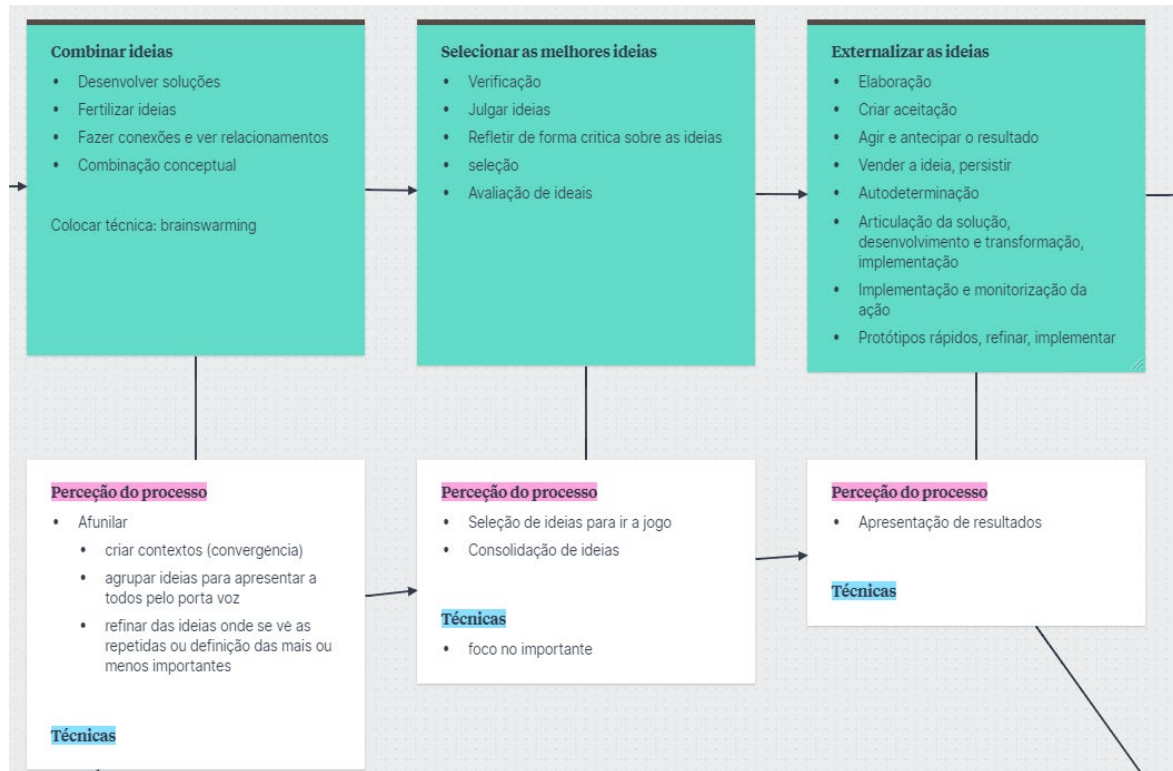 Combinar ideias
Desenvolver soluções
Fertilizar ideias
Fazer conexões e ver relacionamentos
Combinação conceptual
Colocar técnica: brainswarming
Selecionar as melhores ideias
Verificação
Julgar ideias
Refletir de forma critica sobre as ideias
seleção
Avaliação de ideais
Externalizar as ideias
Elaboração
Criar aceitação
Agir e antecipar o resultado
Vender a ideia, persistir
Autodeterminação
Articulação da solução,
desenvolvimento e transformação,
implementação
Implementação e monitorização da
ação
Protótipos rápidos, refinar, implementar
Perceção do processo
Afunilar
criar contextos (convergência)
agrupar ideias para apresentar a
todos pelo porta voz
refinar das ideias onde se vê as
repetidas ou definição das mais ou
menos importantes
Técnicas
Perceção do processo
Seleção de ideias para ir a jogo
Consolidação de ideias
Técnicas
foco no importante
Perceção do processo
Apresentação de resultados
Técnicas